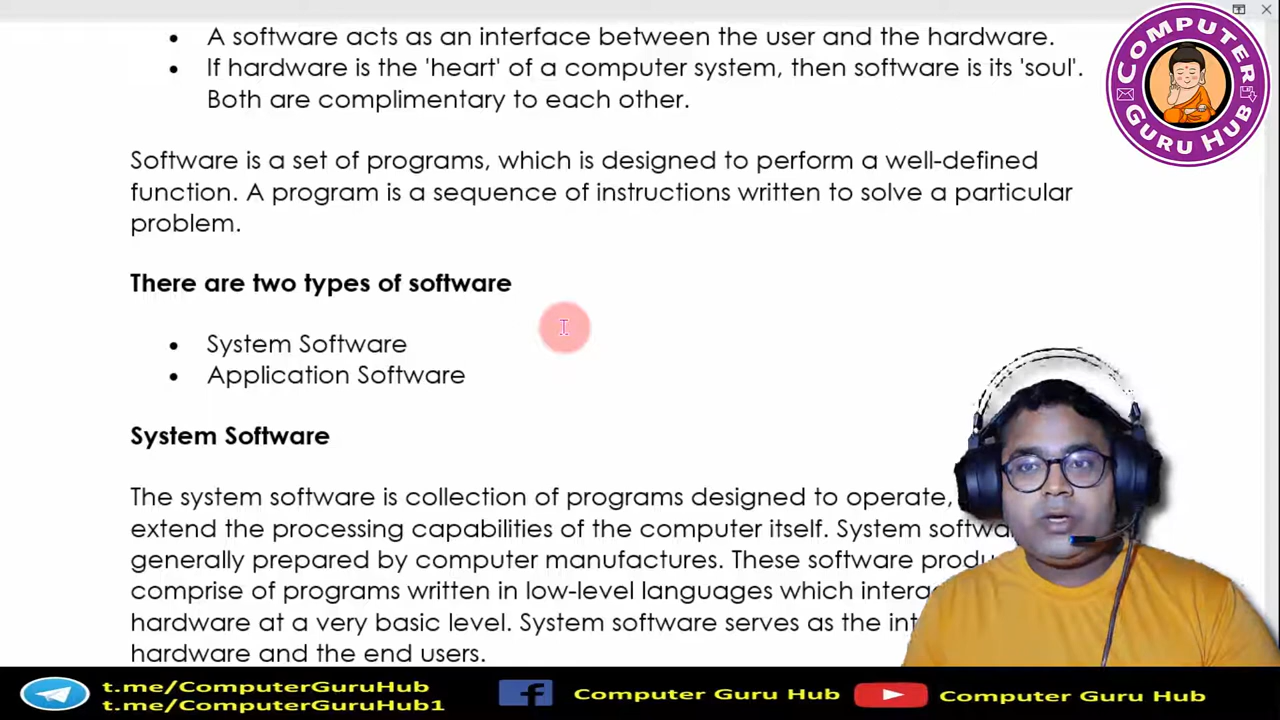 • A software acts as an interface between the user and the hardware.
• If hardware is the 'heart' of a computer system, then software is its 'soul'.
Both are complimentary to each other.
COMPUTER
GURU HUB
Software is a set of programs, which is designed to perform a well-defined
function. A program is a sequence of instructions written to solve a particular
problem.
There are two types of software
• System Software
• Application Software
System Software
The system software is collection of programs designed to operate,
extend the processing capabilities of the computer itself. System
generally prepared by computer manufactures. These software
comprise of programs written in low-level languages which
hardware at a very basic level. System software serves as the
hardware and the end users.
t.me/ComputerGuruHub
t.me/ComputerGuruHub1
Computer Guru Hub
Computer Guru Hub